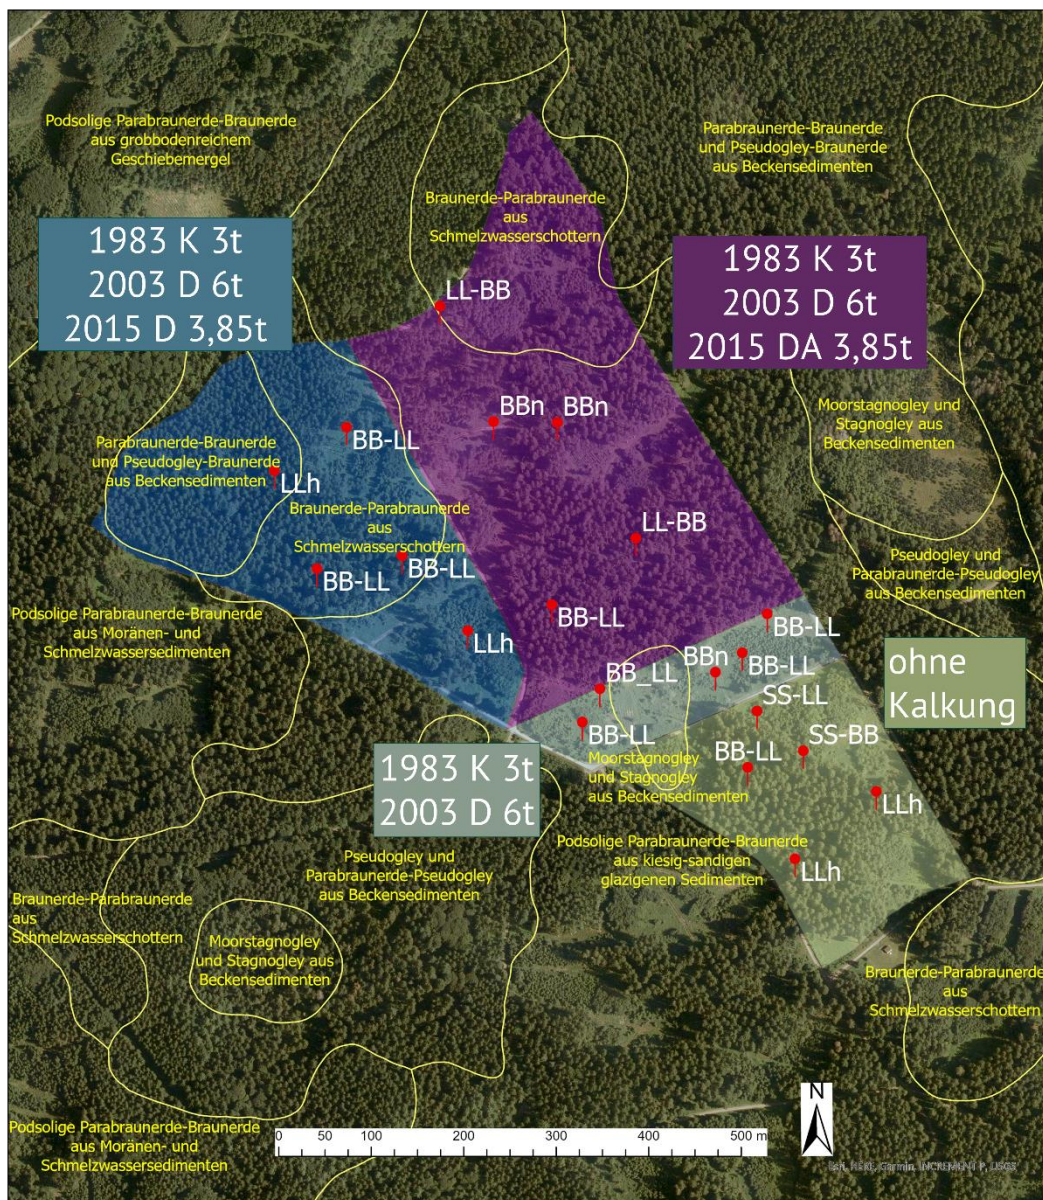 Podsolige Parabraunerde-Braunerde
aus grobbodenreichem
Geschiebemergel
Parabraunerde-Braunerde
und Pseudogley-Braunerde
aus Beckensedimenten
Braunerde-Parabraunerde
aus
Schmelzwasserschottern
1983 K 3t
2003 D 6t
2015 D 3,85t
1983 K 3t
2003 D 6t
2015 DA 3,85t
LL-BB
BBn
BBn
Moorstagnogley und
Stagnogley aus
Beckensedimenten
BB-LL
Parabraunerde-Braunerde
und Pseudogley-Braunerde
aus Beckensedimenten
LLh
Braunerde-Parabraunerde
aus
Schmelzwasserschottern
LL-BB
BB-LL
BB-LL
Pseudogley und
Parabraunerde-Pseudogley
aus Beckensedimenten
Podsolige Parabraunerde-Braunerde
aus Moränen- und
Schmelzwassersedimenten
LLh
BB-LL
BB-LL
BBn
BB-LL
BB_LL
SS-LL
ohne
Kalkung
BB-LL
SS-BB
BB-LL
Moorstagnogley
und Stagnogley
aus Beckensedimenten
1983 K 3t
2003 D 6t
LLh
Podsolige Parabraunerde-Braunerde
aus kiesig-sandigen
glazigenen Sedimenten
LLh
Pseudogley und
Parabraunerde-Pseudogley
aus Beckensedimenten
Braunerde-Parabraunerde
aus
Schmelzwasserschottern
Moorstagnogley
und Stagnogley aus
Beckensedimenten
Braunerde-Parabraunerde
aus
Schmelzwasserschottern
Podsolige Parabraunerde-Braunerde
aus Moränen- und
Schmelzwassersedimenten
0 50 100 200 300 400 500 m
N
Esri, HERE, Garmin, INCREMENT P, USGS